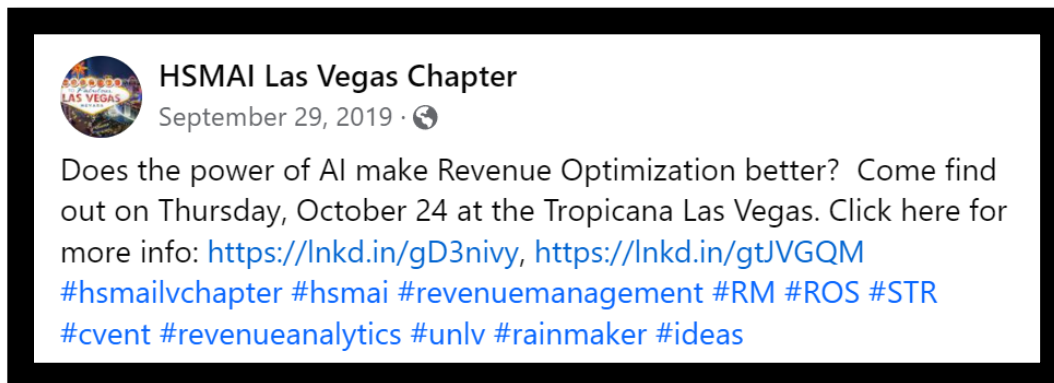 HSMAI Las Vegas Chapter
September 29, 2019 ·
Does the power of AI make Revenue Optimization better?  Come find
out on Thursday, October 24 at the Tropicana Las Vegas. Click here for
more info: https://lnkd.in/gD3nivy, https://lnkd.in/gtJVGQM
#hsmailvchapter #hsmai #revenuemanagement #RM #ROS #STR
#cvent #revenueanalytics #unlv #rainmaker #ideas
LAS VEGAS